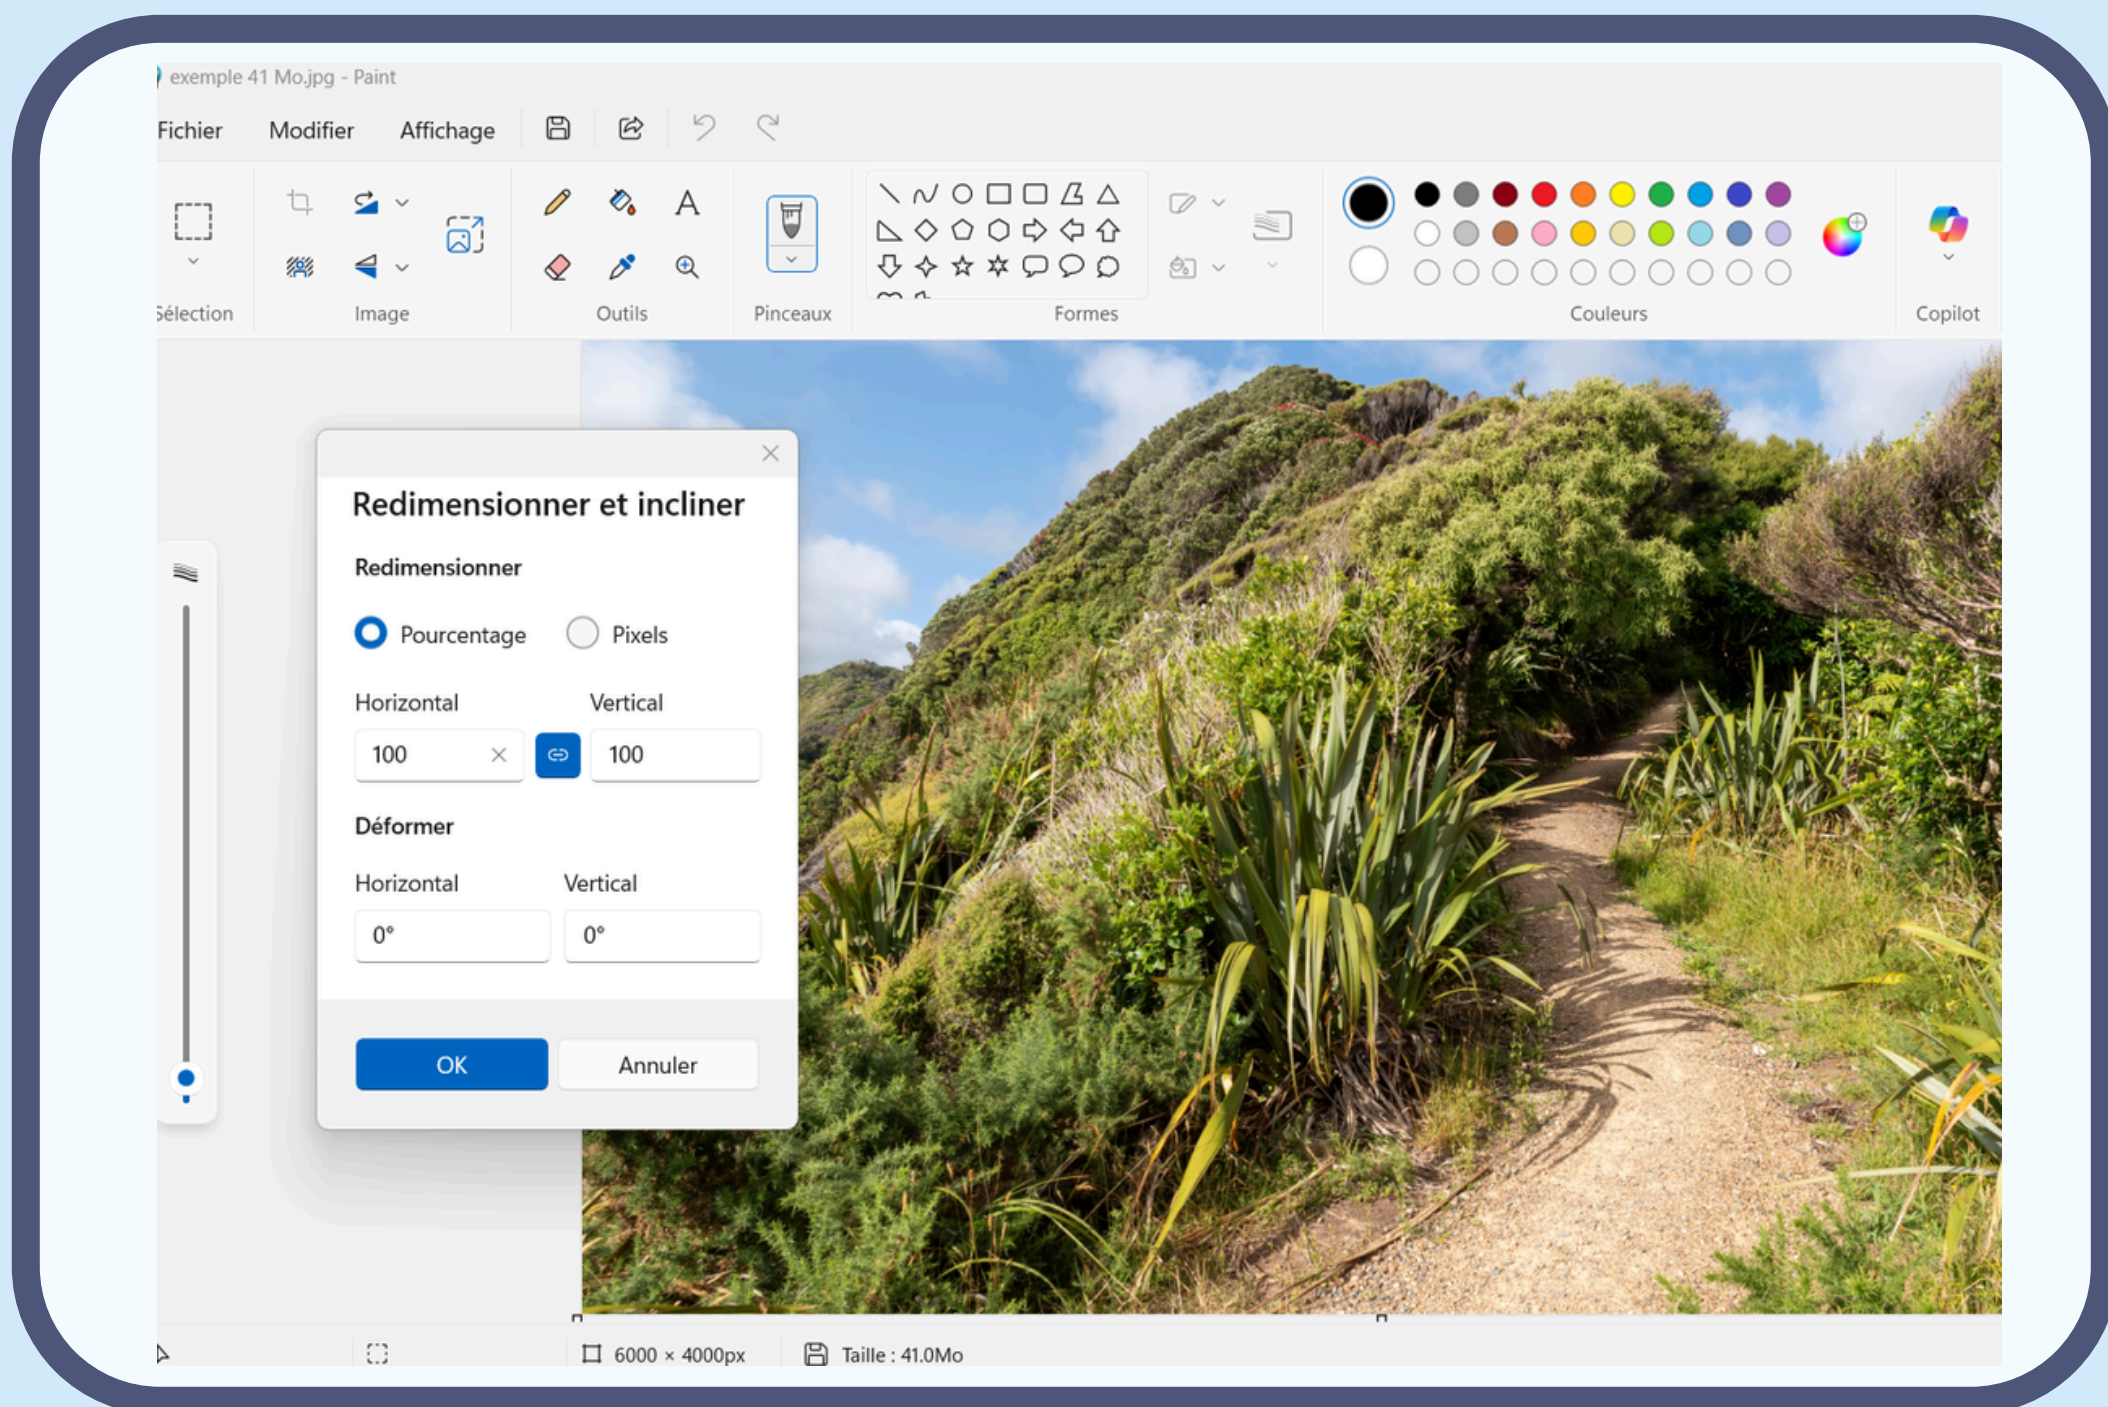 exemple 41 Mo.jpg - Paint
Fichier Modifier Affichage
Sélection Image Outils Pinceaux Formes Couleurs Copilot
Redimensionner et incliner
Redimensionner
Pourcentage Pixels
Horizontal Vertical
100 100
Déformer
Horizontal Vertical
0° 0°
OK Annuler
6000 × 4000px Taille : 41.0Mo